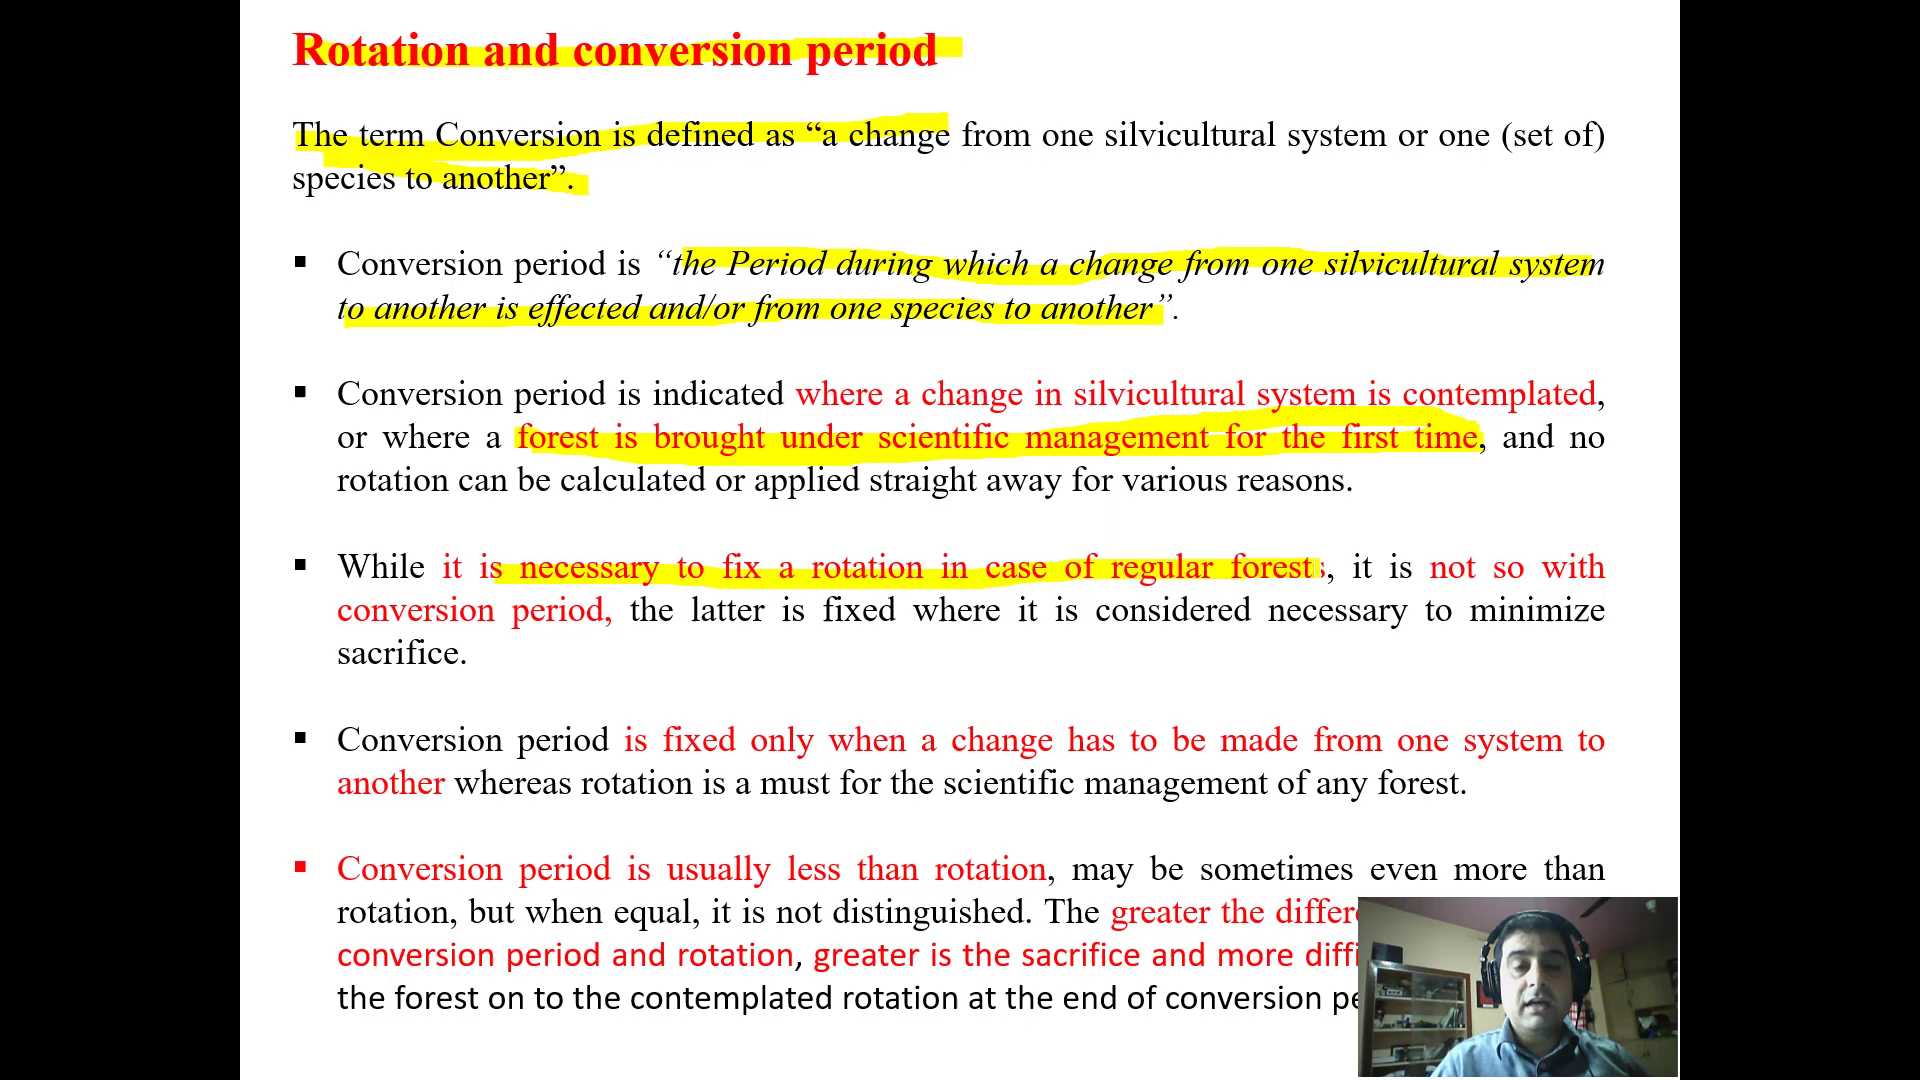 Rotation and conversion period
The term Conversion is defined as “a change from one silvicultural system or one (set of)
species to another”.
▪ Conversion period is “the Period during which a change from one silvicultural system
to another is effected and/or from one species to another”.
▪ Conversion period is indicated where a change in silvicultural system is contemplated,
or where a forest is brought under scientific management for the first time, and no
rotation can be calculated or applied straight away for various reasons.
▪ While it is necessary to fix a rotation in case of regular forests, it is not so with
conversion period, the latter is fixed where it is considered necessary to minimize
sacrifice.
▪ Conversion period is fixed only when a change has to be made from one system to
another whereas rotation is a must for the scientific management of any forest.
▪ Conversion period is usually less than rotation, may be sometimes even more than
rotation, but when equal, it is not distinguished. The greater the
conversion period and rotation, greater is the sacrifice and more
the forest on to the contemplated rotation at the end of conversion